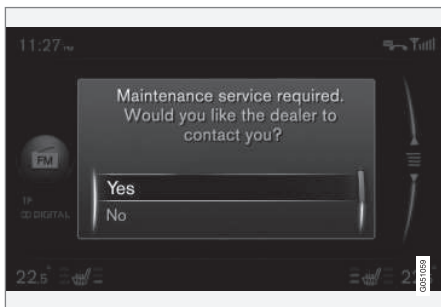 11:27 PM
Maintenance service required.
Would you like the dealer to
contact you?
FM
Yes
TP
No
DIGITAL
22.5
G051059